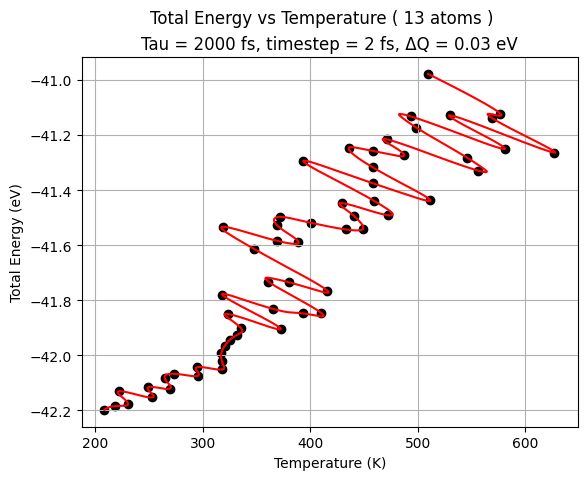 Total Energy vs Temperature ( 13 atoms )
Tau = 2000 fs, timestep = 2 fs, ΔQ = 0.03 eV
−41.0
−41.2
−41.4
−41.6
−41.8
−42.0
−42.2
Total Energy (eV)
200 300 400 500 600
Temperature (K)